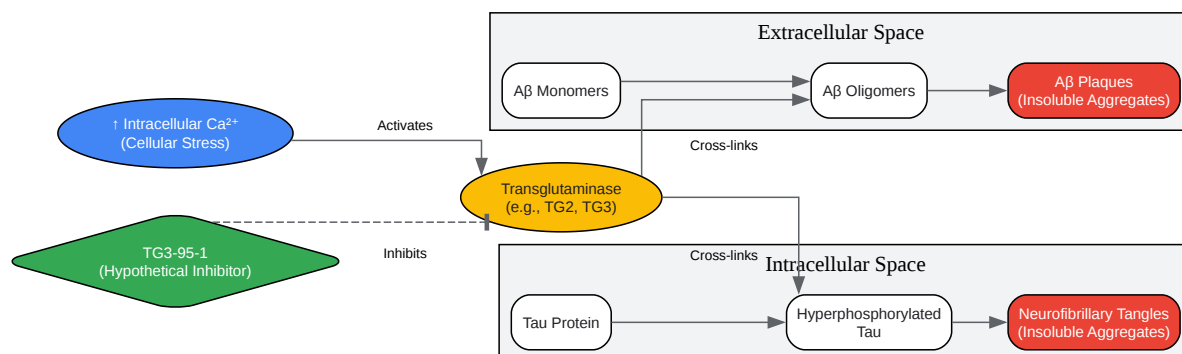 Extracellular Space
Aβ Monomers
Aβ Oligomers
Aβ Plaques
(Insoluble Aggregates)
↑ Intracellular Ca²⁺
(Cellular Stress)
Activates
Cross-links
Transglutaminase
(e.g., TG2, TG3)
TG3-95-1
(Hypothetical Inhibitor)
Inhibits
Cross-links
Intracellular Space
Tau Protein
Hyperphosphorylated
Tau
Neurofibrillary Tangles
(Insoluble Aggregates)